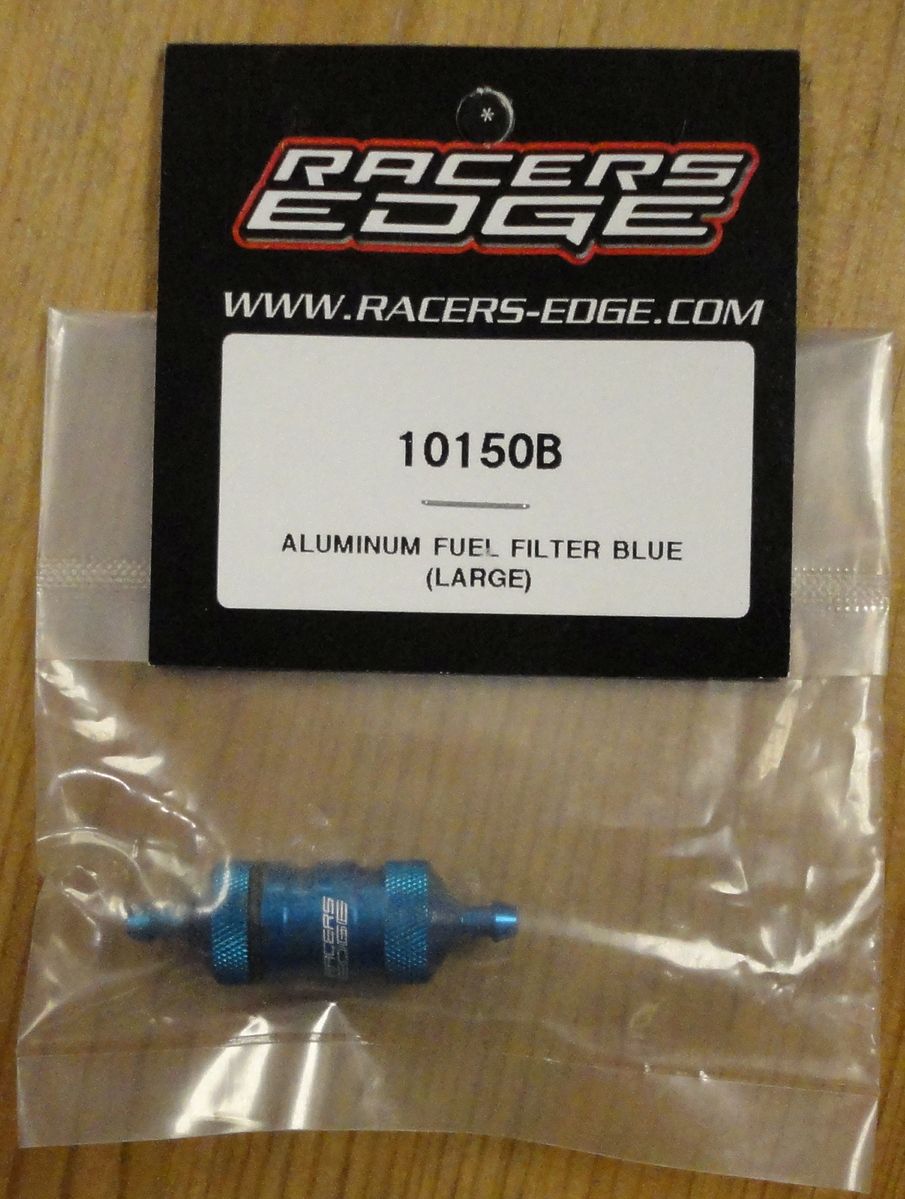 RACERS
EDGE
WWW.RACERS-EDGE.COM
10150B
ALUMINUM FUEL FILTER BLUE
(LARGE)
RACERS
EDGE